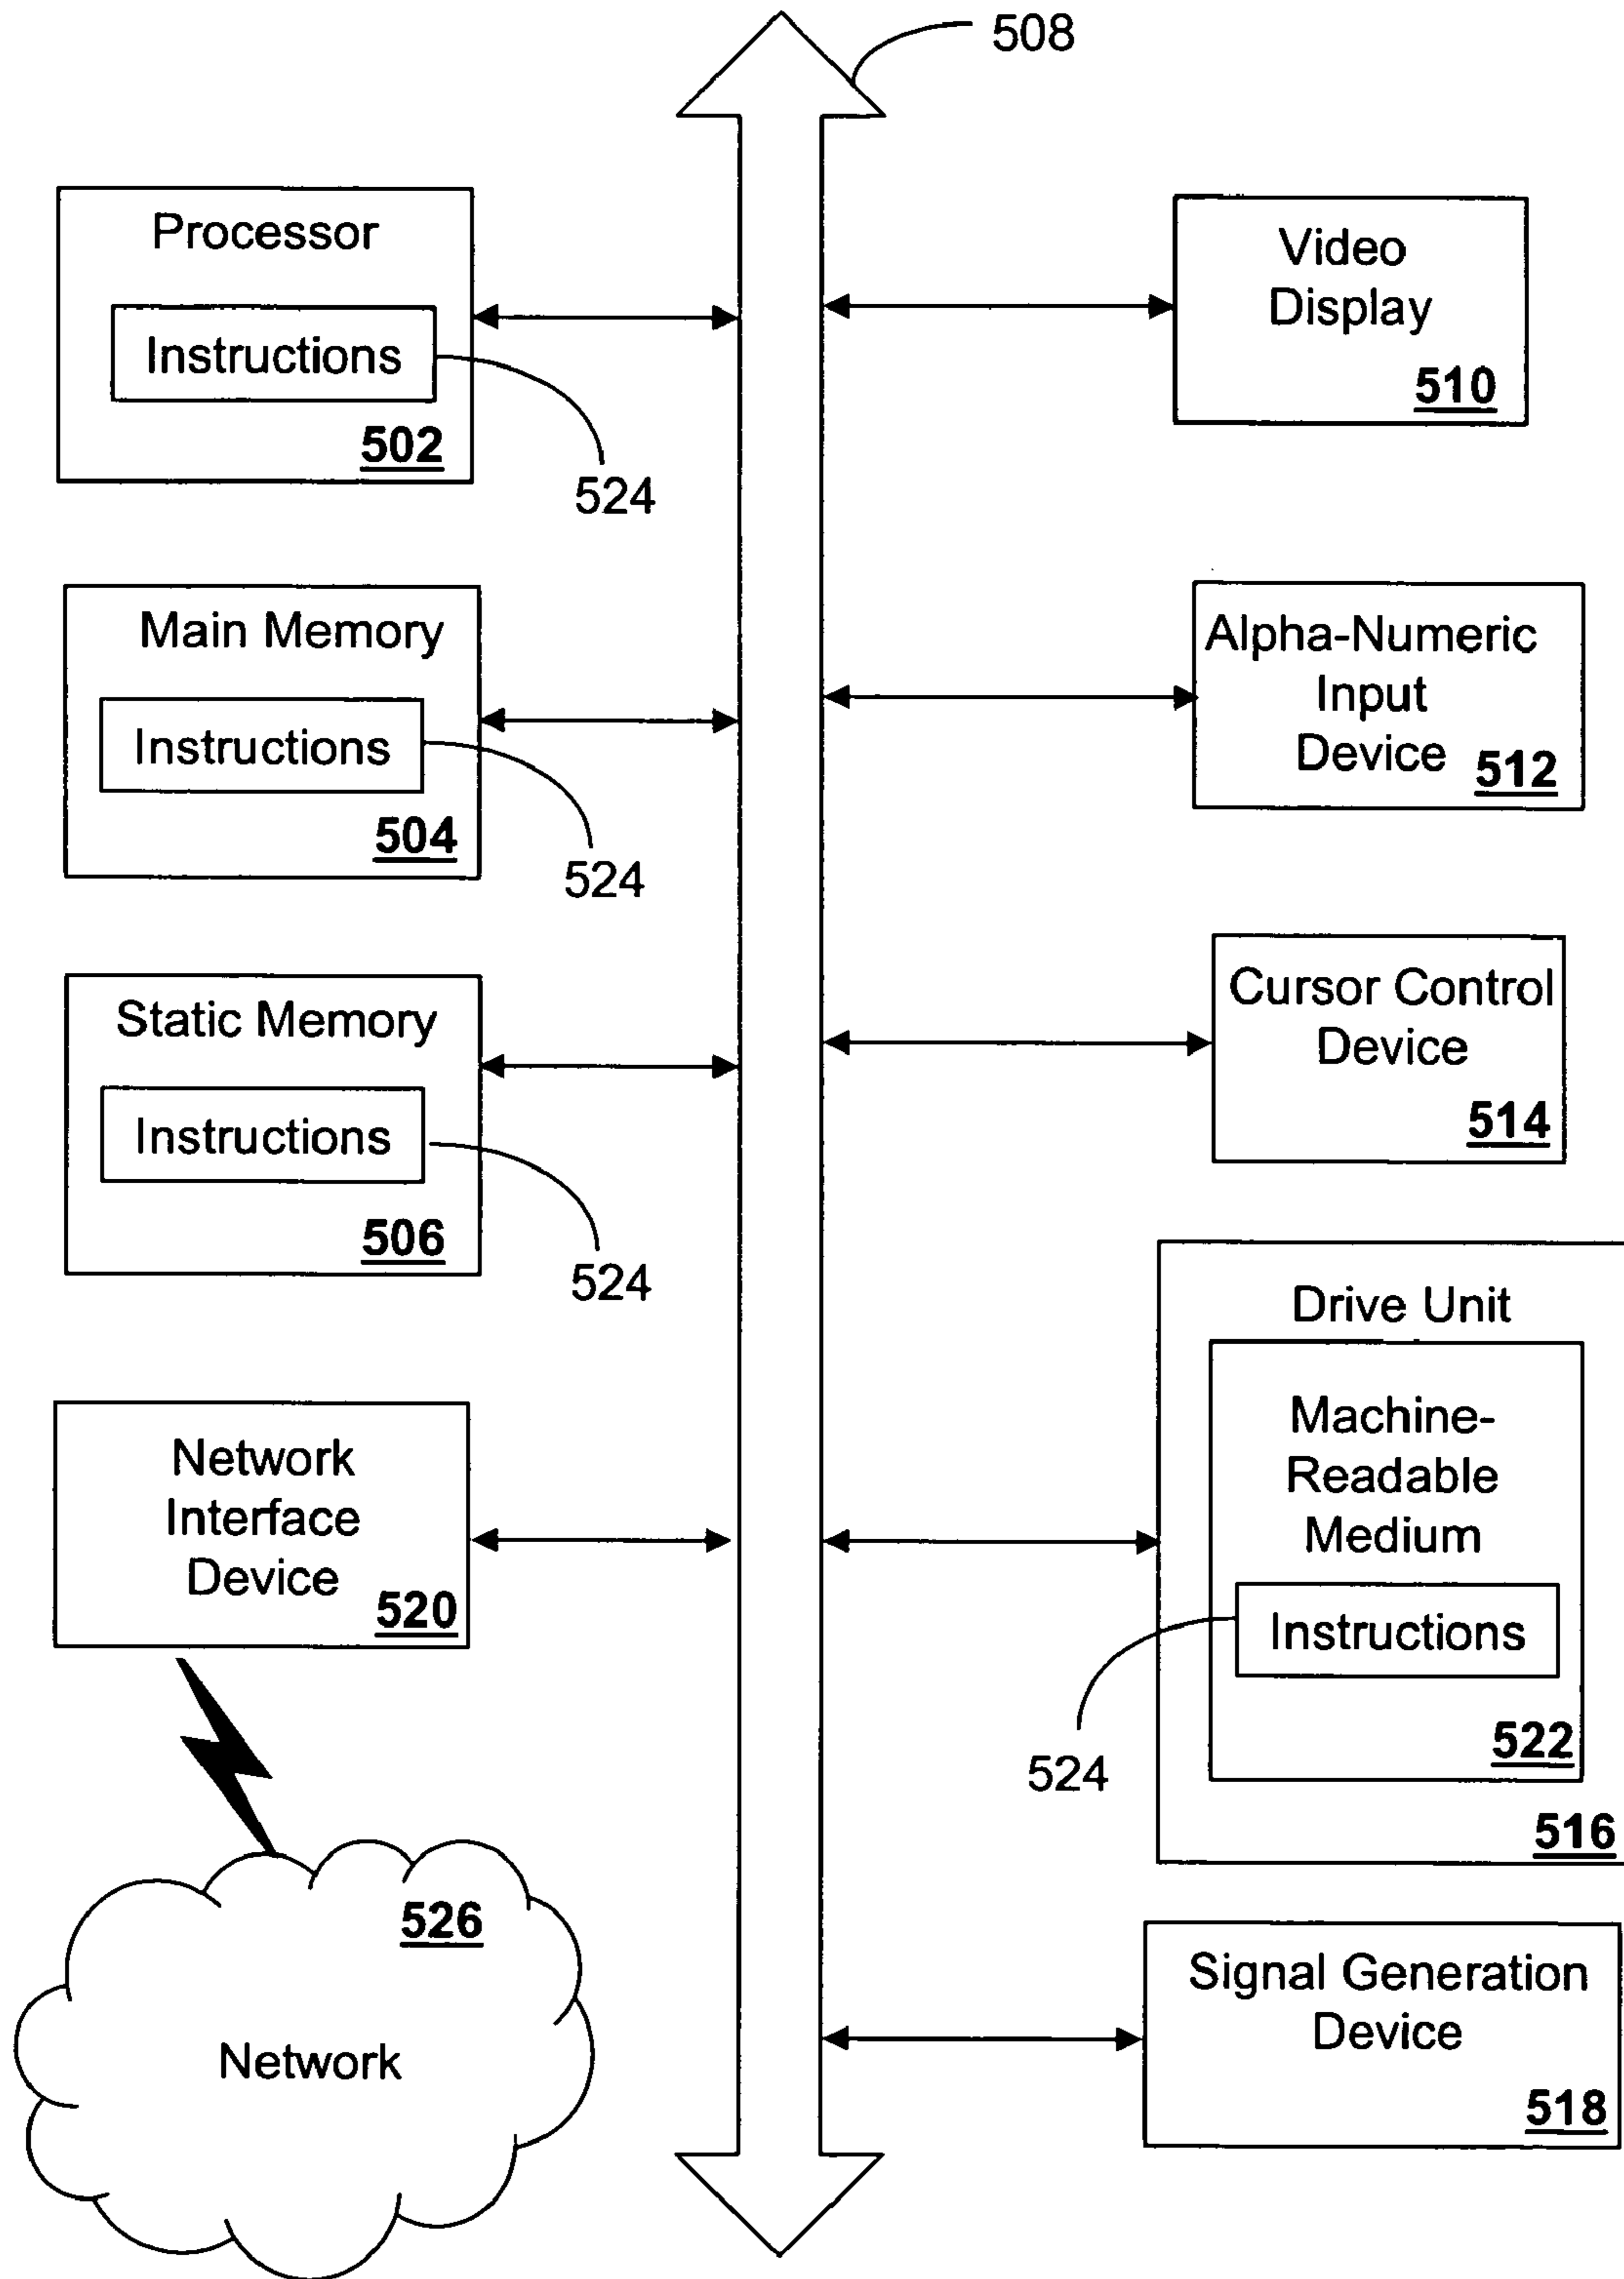 508
Processor
Instructions
502
524
Main Memory
Instructions
504
524
Static Memory
Instructions
506
524
Network
Interface
Device
520
526
Network
Video
Display
510
Alpha-Numeric
Input
Device
512
Cursor Control
Device
514
Drive Unit
Machine-
Readable
Medium
Instructions
524
522
516
Signal Generation
Device
518